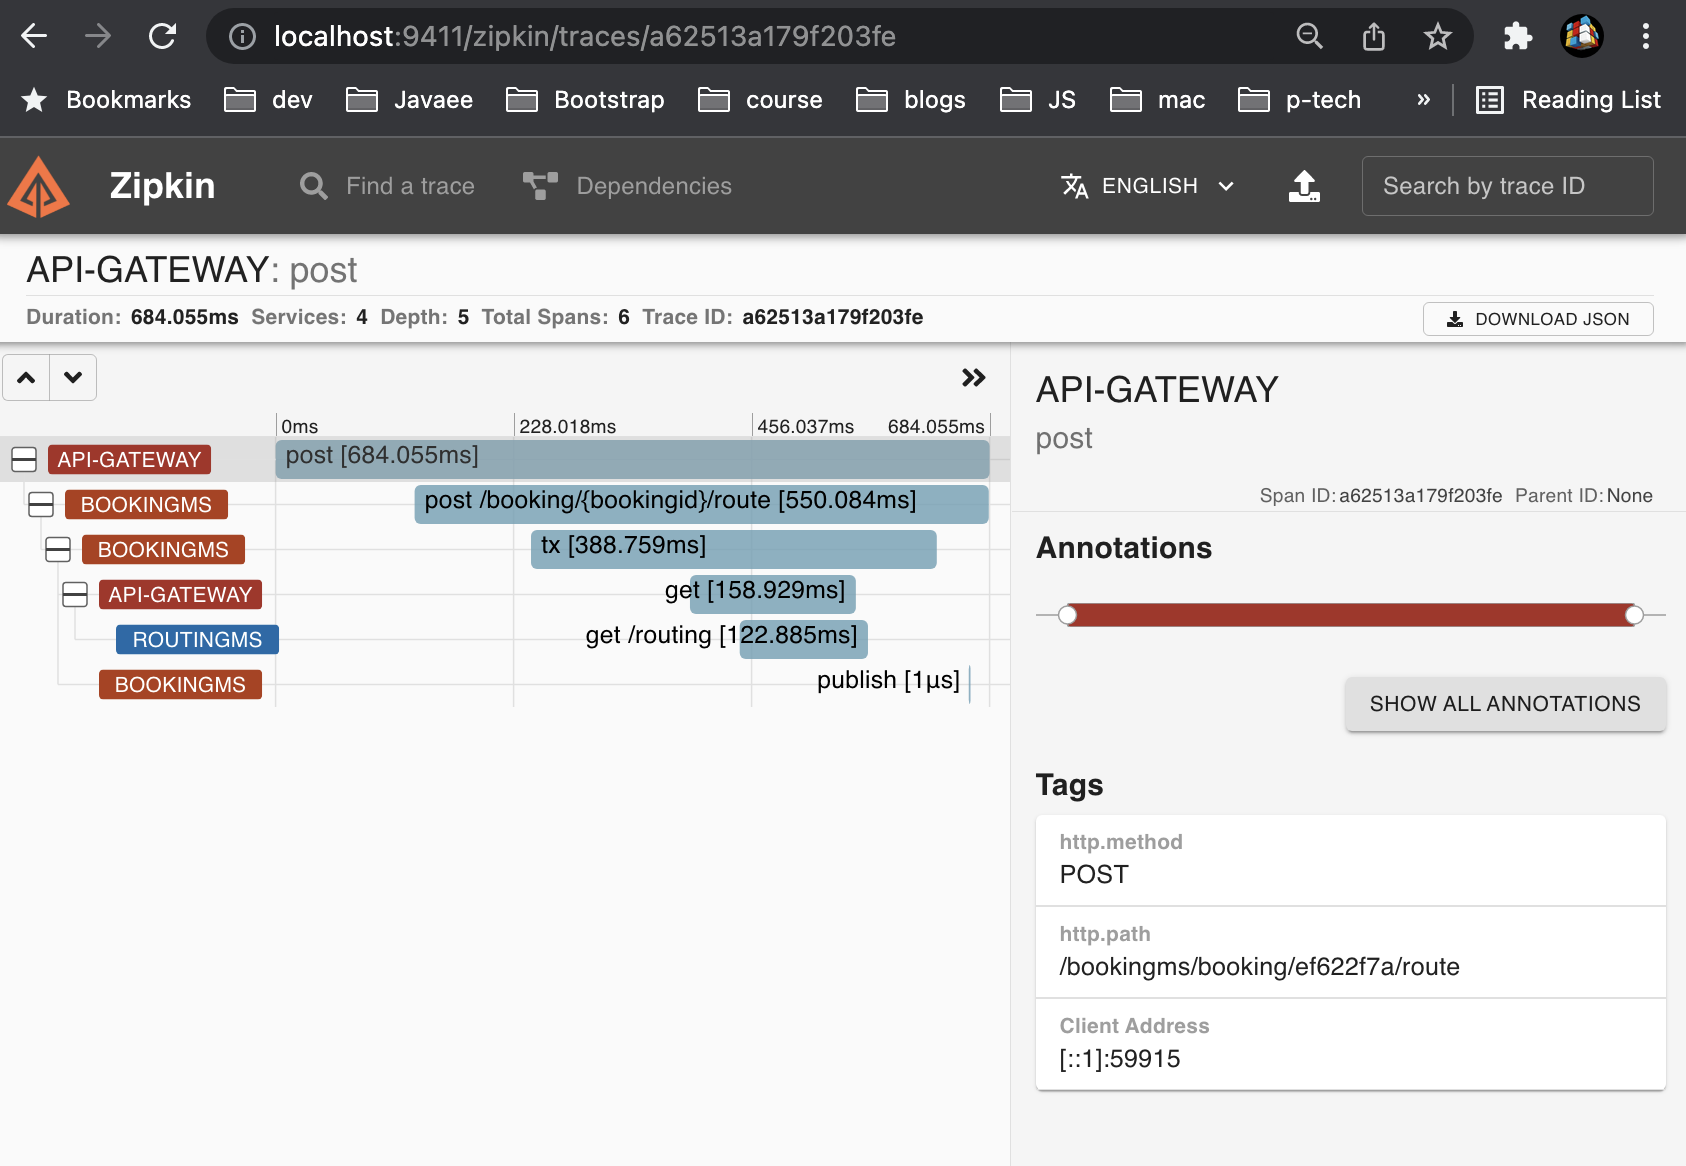 localhost:9411/zipkin/traces/a62513a179f203fe
Bookmarks dev Javaee Bootstrap course blogs JS mac p-tech » Reading List
Zipkin Find a trace Dependencies ENGLISH Search by trace ID
API-GATEWAY: post
Duration: 684.055ms Services: 4 Depth: 5 Total Spans: 6 Trace ID: a62513a179f203fe DOWNLOAD JSON
0ms 228.018ms 456.037ms 684.055ms
API-GATEWAY post [684.055ms]
BOOKINGMS post /booking/{bookingid}/route [550.084ms]
BOOKINGMS tx [388.759ms]
API-GATEWAY get [158.929ms]
ROUTINGMS get /routing [122.885ms]
BOOKINGMS publish [1μs]
API-GATEWAY
post
Span ID: a62513a179f203fe Parent ID: None
Annotations
SHOW ALL ANNOTATIONS
Tags
http.method
POST
http.path
/bookingms/booking/ef622f7a/route
Client Address
[::1]:59915